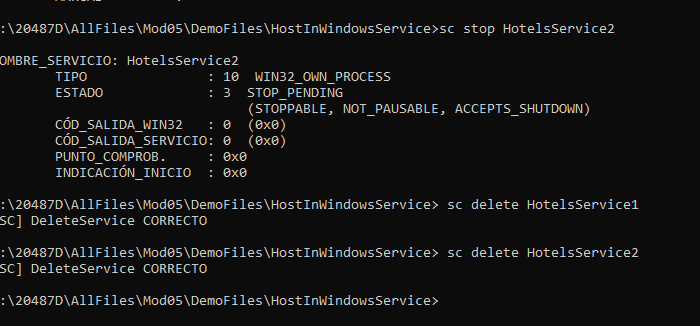 :\20487D\AllFiles\Mod05\DemoFiles\HostInWindowsService>sc stop HotelsService2
OMBRE_SERVICIO: HotelsService2
TIPO : 10 WIN32_OWN_PROCESS
ESTADO : 3 STOP_PENDING
(STOPPABLE, NOT_PAUSABLE, ACCEPTS_SHUTDOWN)
CÓD_SALIDA_WIN32 : 0 (0x0)
CÓD_SALIDA_SERVICIO: 0 (0x0)
PUNTO_COMPROB. : 0x0
INDICACIÓN_INICIO : 0x0
:\20487D\AllFiles\Mod05\DemoFiles\HostInWindowsService> sc delete HotelsService1
SC] DeleteService CORRECTO
:\20487D\AllFiles\Mod05\DemoFiles\HostInWindowsService> sc delete HotelsService2
SC] DeleteService CORRECTO
:\20487D\AllFiles\Mod05\DemoFiles\HostInWindowsService>